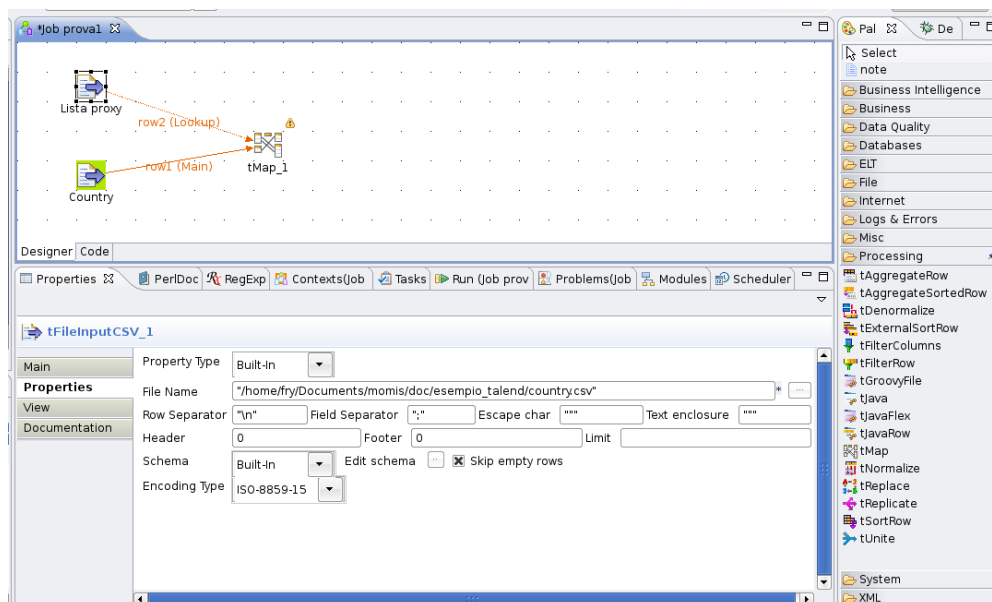 *Job prova1
Lista proxy
row2 (Lookup)
row1 (Main)
tMap_1
Country
Designer Code
Properties PerlDoc RegExp Contexts(Job Tasks Run (Job prov Problems(Job Modules Scheduler
tFileInputCSV_1
Main
Properties
View
Documentation
Property Type Built-In
File Name "/home/fry/Documents/momis/doc/esempio_talend/country.csv" * ...
Row Separator "\n" Field Separator ";" Escape char """ Text enclosure """
Header 0 Footer 0 Limit
Schema Built-In Edit schema ... Skip empty rows
Encoding Type ISO-8859-15
Pal De
Select
note
Business Intelligence
Business
Data Quality
Databases
ELT
File
Internet
Logs & Errors
Misc
Processing
tAggregateRow
tAggregateSortedRow
tDenormalize
tExternalSortRow
tFilterColumns
tFilterRow
tGroovyFile
tJava
tJavaFlex
tJavaRow
tMap
tNormalize
tReplace
tReplicate
tSortRow
tUnite
System
XML